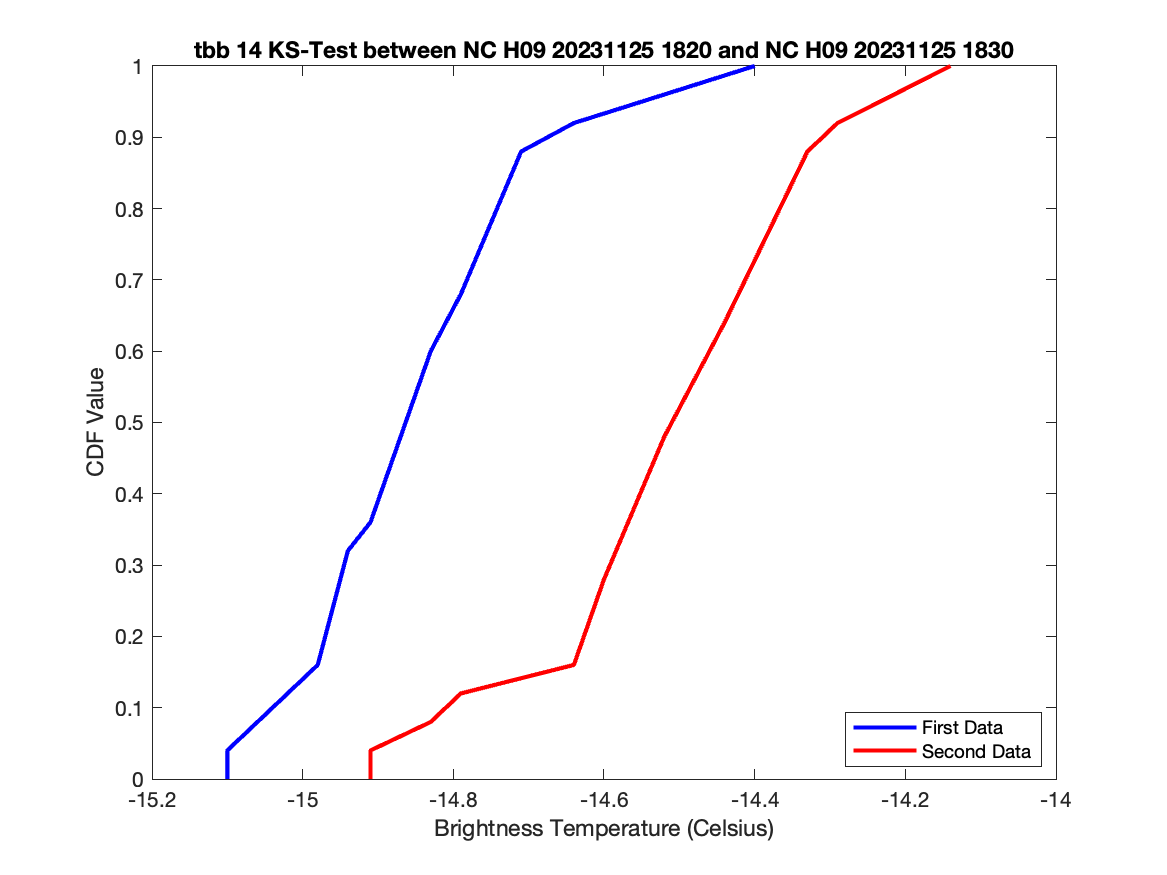 tbb 14 KS-Test between NC H09 20231125 1820 and NC H09 20231125 1830
1
0.9
0.8
0.7
0.6
0.5
0.4
0.3
0.2
0.1
0
CDF Value
First Data
Second Data
-15.2 -15 -14.8 -14.6 -14.4 -14.2 -14
Brightness Temperature (Celsius)